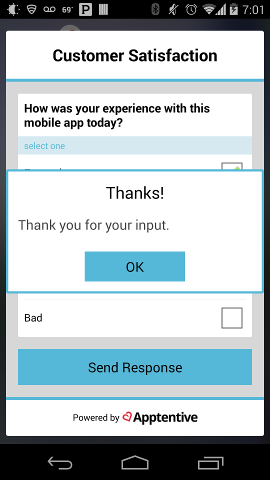 69°
P
7:01
Customer Satisfaction
How was your experience with this
mobile app today?
select one
Thanks!
Thank you for your input.
OK
Bad
Send Response
Powered by Apptentive